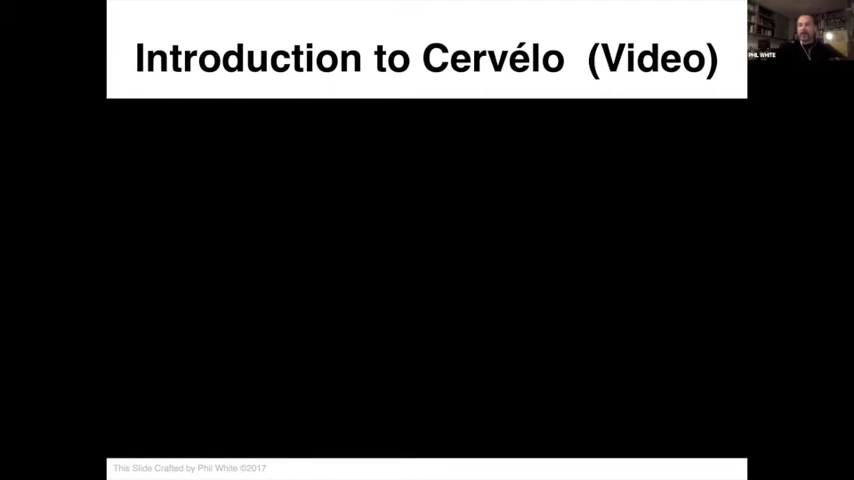 Introduction to Cervélo (Video)
PHIL WHITE
This Slide Crafted by Phil White ©2017